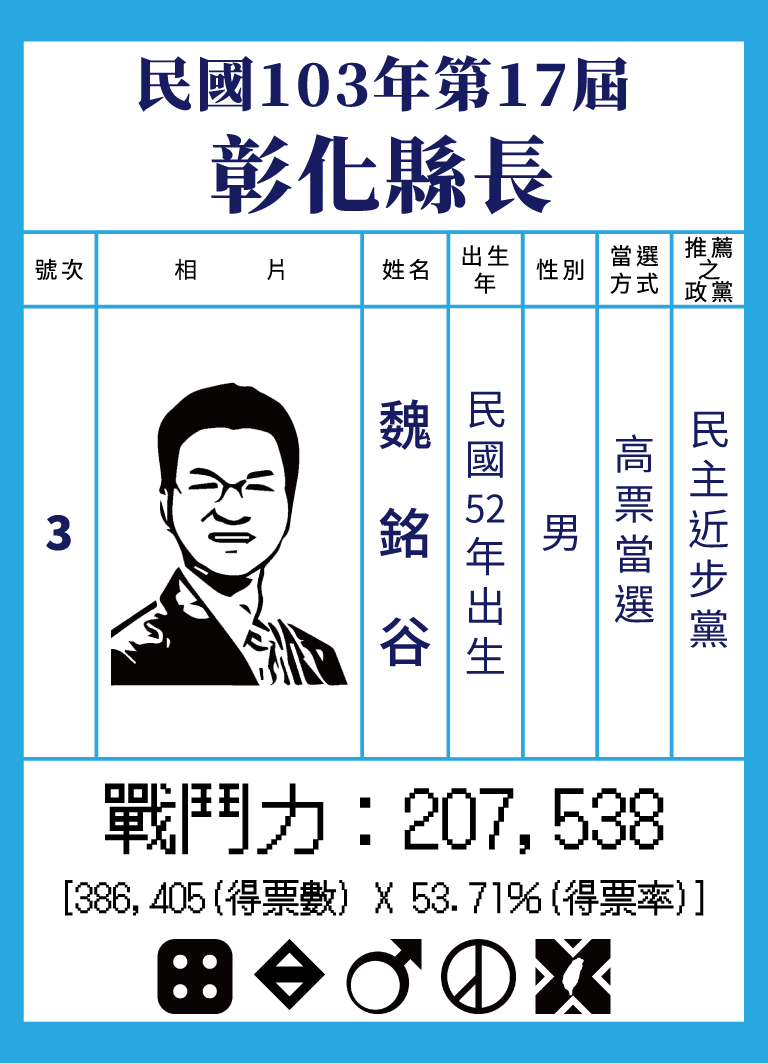 民國103年第17屆
彰化縣長
號次
相 片
姓名
出生
年
性別
當選
方式
推薦
之
政黨
3
魏銘谷
民國52年出生
男
高票當選
民主近步黨
戰鬥力：207,538
[386,405(得票數) X 53.71%(得票率)]